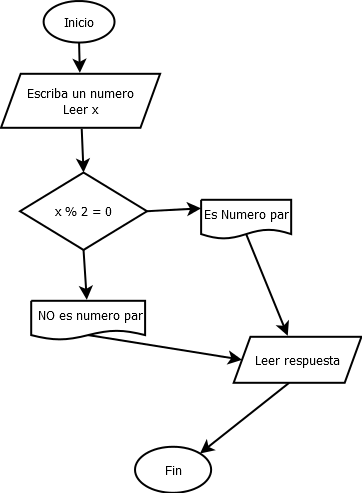 Inicio
Escriba un numero
Leer x
x % 2 = 0
Es Numero par
NO es numero par
Leer respuesta
Fin